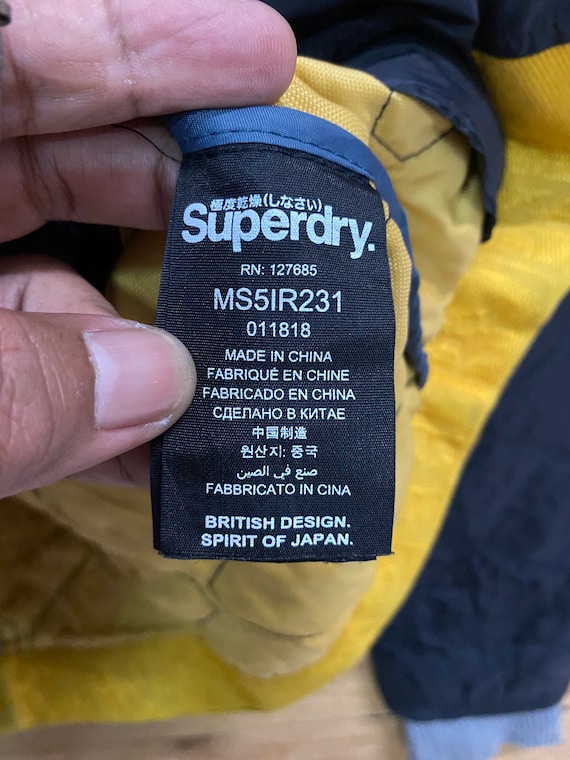 極度乾燥(しなさい)
Superdry.
RN: 127685
MS5IR231
011818
MADE IN CHINA
FABRIQUÉ EN CHINE
FABRICADO EN CHINA
СДЕЛАНО В КИТАЕ
中国制造
원산지: 중국
صنع في الصين
FABBRICATO IN CINA
BRITISH DESIGN.
SPIRIT OF JAPAN.